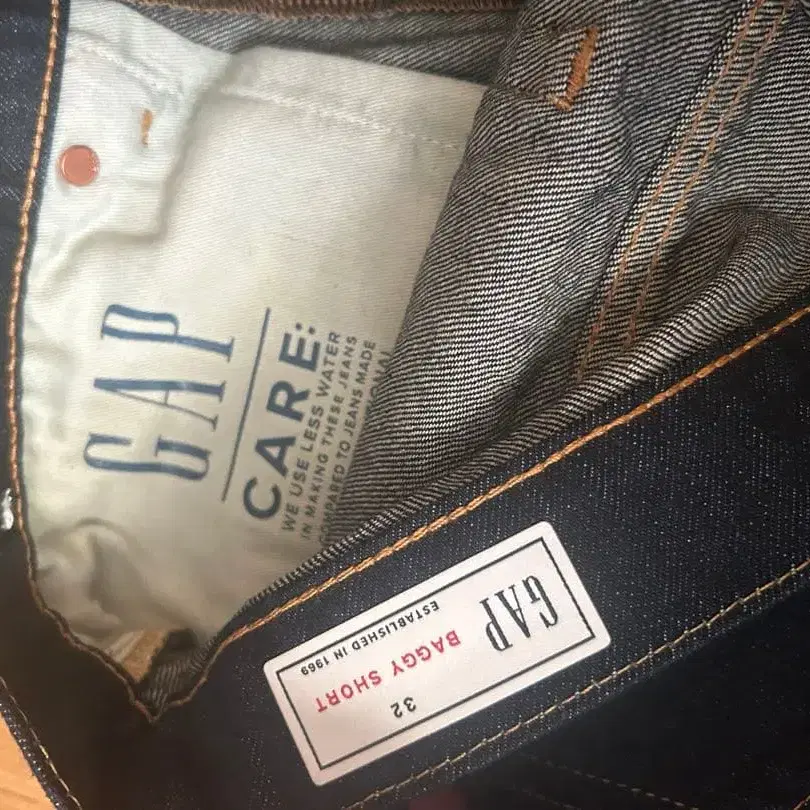 GAP
CARE:
WE USE LESS WATER
IN MAKING THESE JEANS
COMPARED TO JEANS MADE
GAP
ESTABLISHED IN 1969
BAGGY SHORT
32